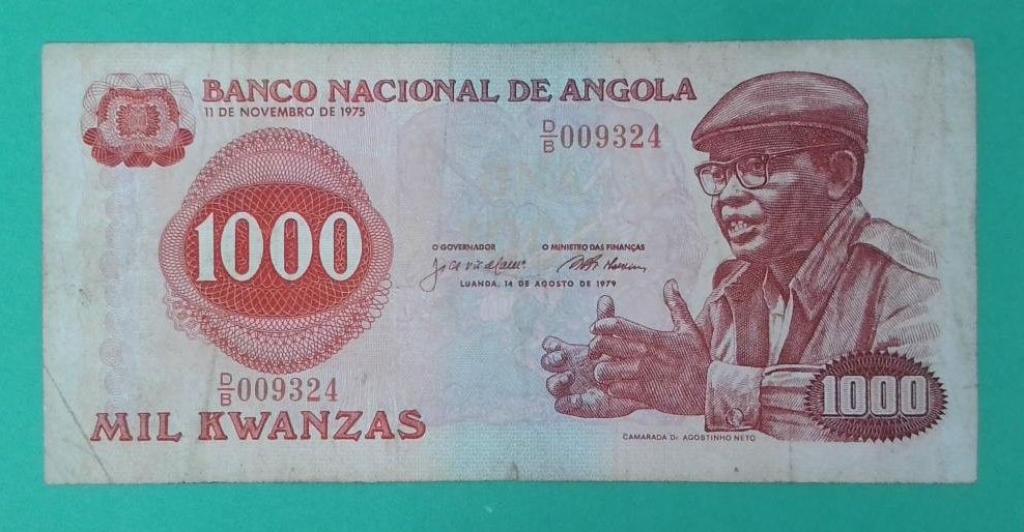 BANCO NACIONAL DE ANGOLA
11 DE NOVEMBRO DE 1975
D/B 009324
1000
O GOVERNADOR O MINISTRO DAS FINANÇAS
LUANDA, 14 DE AGOSTO DE 1979
D/B 009324
MIL KWANZAS
1000
CAMARADA Dr AGOSTINHO NETO